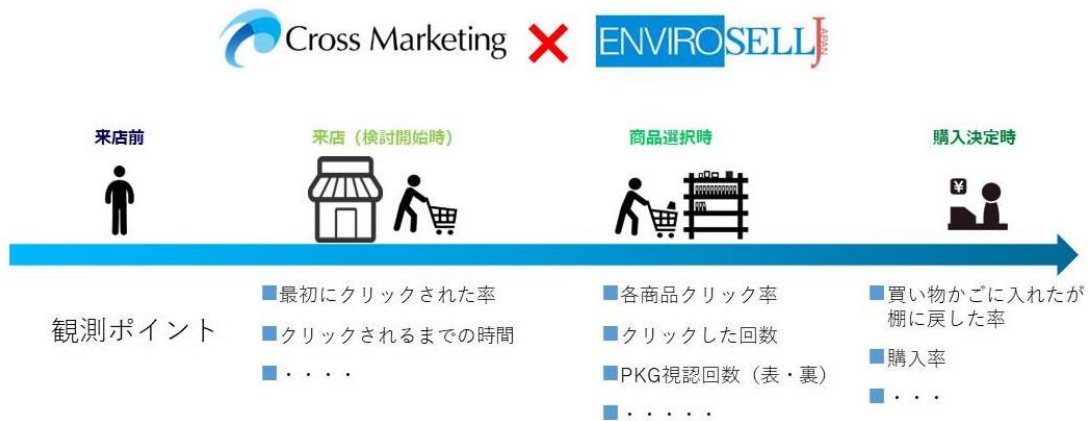 Cross Marketing × ENVIROSELL JAPAN
来店前
来店（検討開始時）
商品選択時
購入決定時
¥
観測ポイント
■最初にクリックされた率
■クリックされるまでの時間
■・・・・
■各商品クリック率
■クリックした回数
■PKG視認回数（表・裏）
■・・・・・
■買い物かごに入れたが
棚に戻した率
■購入率
■・・・